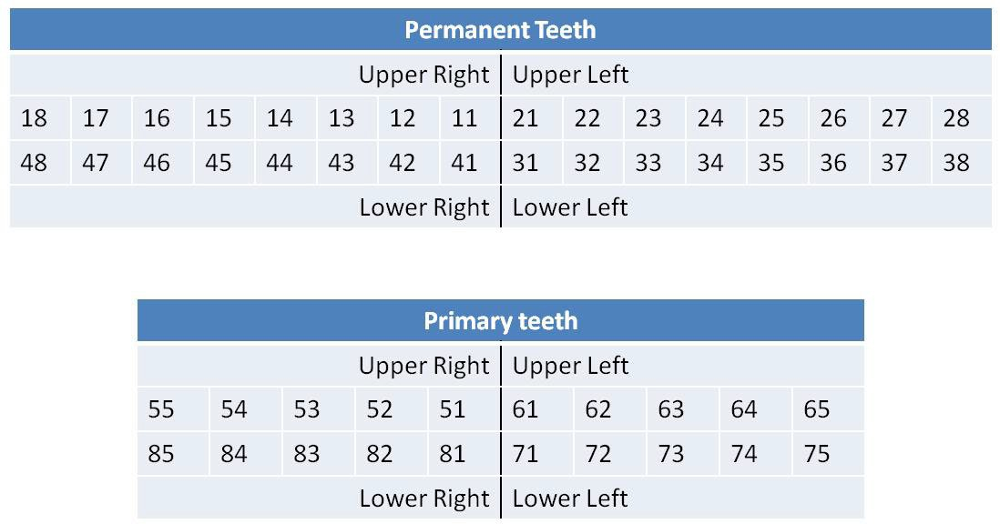 Permanent Teeth
Upper Right Upper Left
18 17 16 15 14 13 12 11 21 22 23 24 25 26 27 28
48 47 46 45 44 43 42 41 31 32 33 34 35 36 37 38
Lower Right Lower Left
Primary teeth
Upper Right Upper Left
55 54 53 52 51 61 62 63 64 65
85 84 83 82 81 71 72 73 74 75
Lower Right Lower Left